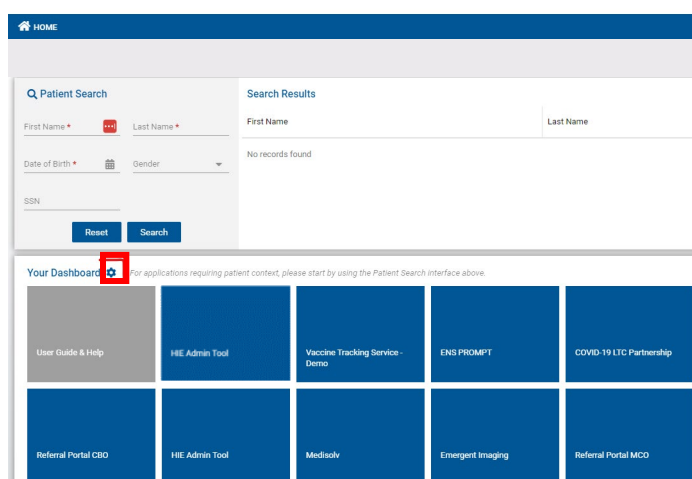 HOME
Patient Search
Search Results
First Name *
Last Name *
First Name
Last Name
Date of Birth *
Gender
No records found
SSN
Reset
Search
Your Dashboard
For applications requiring patient context, please start by using the Patient Search interface above.
User Guide & Help
HIE Admin Tool
Vaccine Tracking Service -
Demo
ENS PROMPT
COVID-19 LTC Partnership
Referral Portal CBO
HIE Admin Tool
Medisolv
Emergent Imaging
Referral Portal MCO